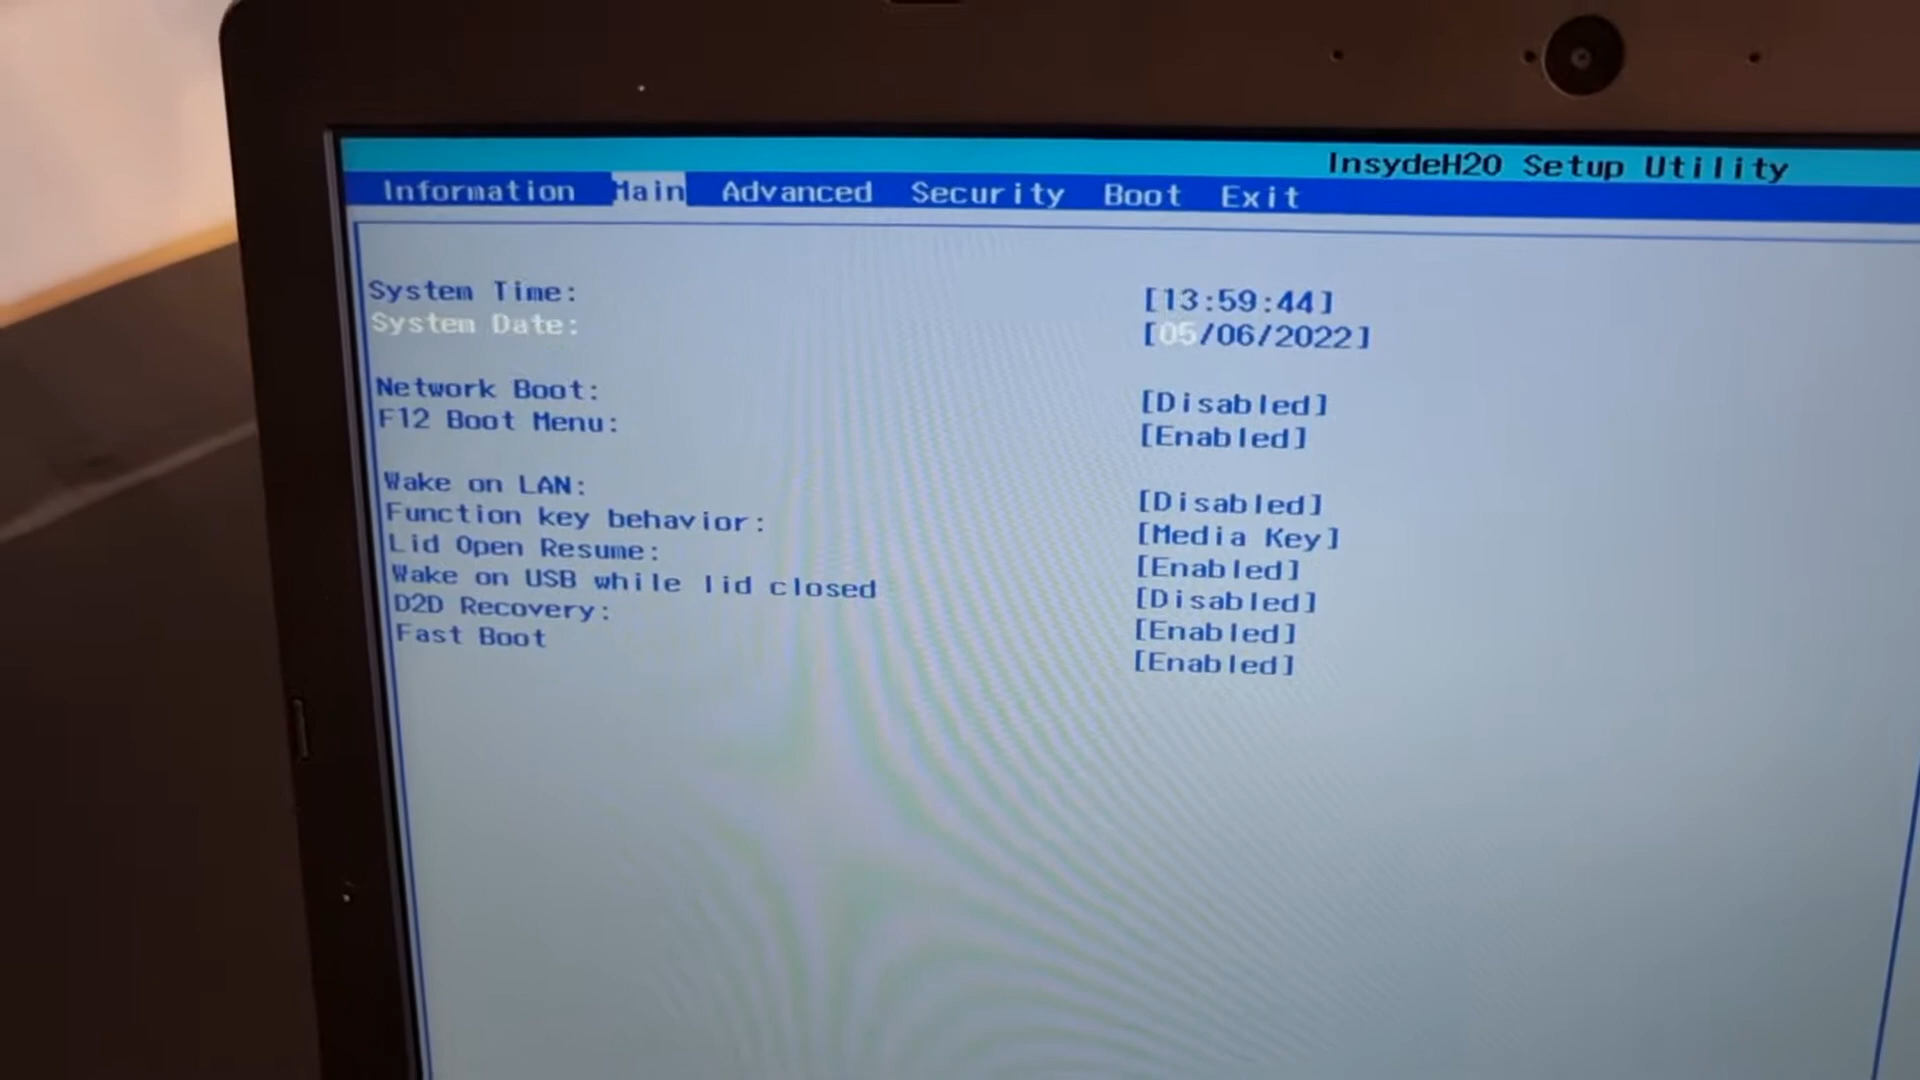 InsydeH20 Setup Utility
Information Main Advanced Security Boot Exit
System Time: [13:59:44]
System Date: [05/06/2022]
Network Boot: [Disabled]
F12 Boot Menu: [Enabled]
Wake on LAN: [Disabled]
Function key behavior: [Media Key]
Lid Open Resume: [Enabled]
Wake on USB while lid closed [Disabled]
D2D Recovery: [Enabled]
Fast Boot [Enabled]